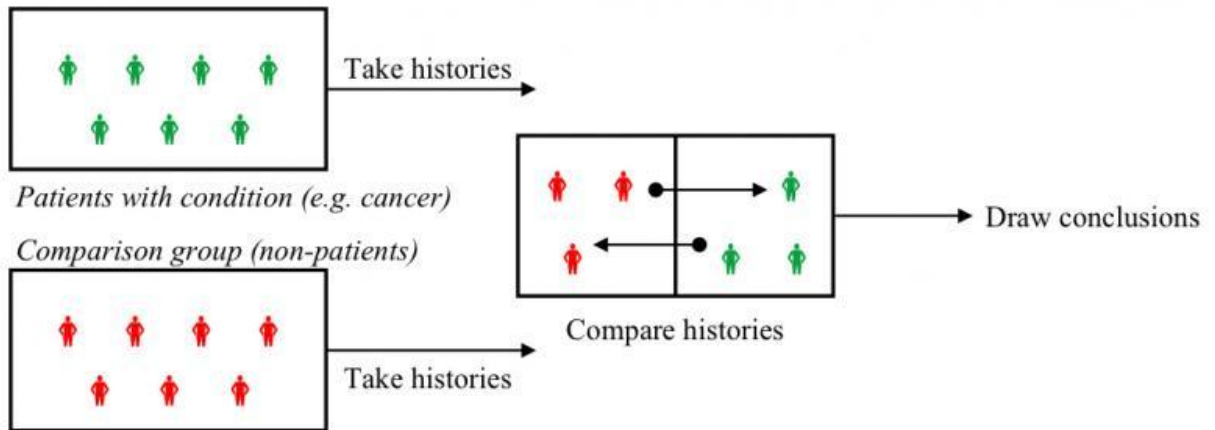 Take histories
Patients with condition (e.g. cancer)
Comparison group (non-patients)
Take histories
Compare histories
Draw conclusions